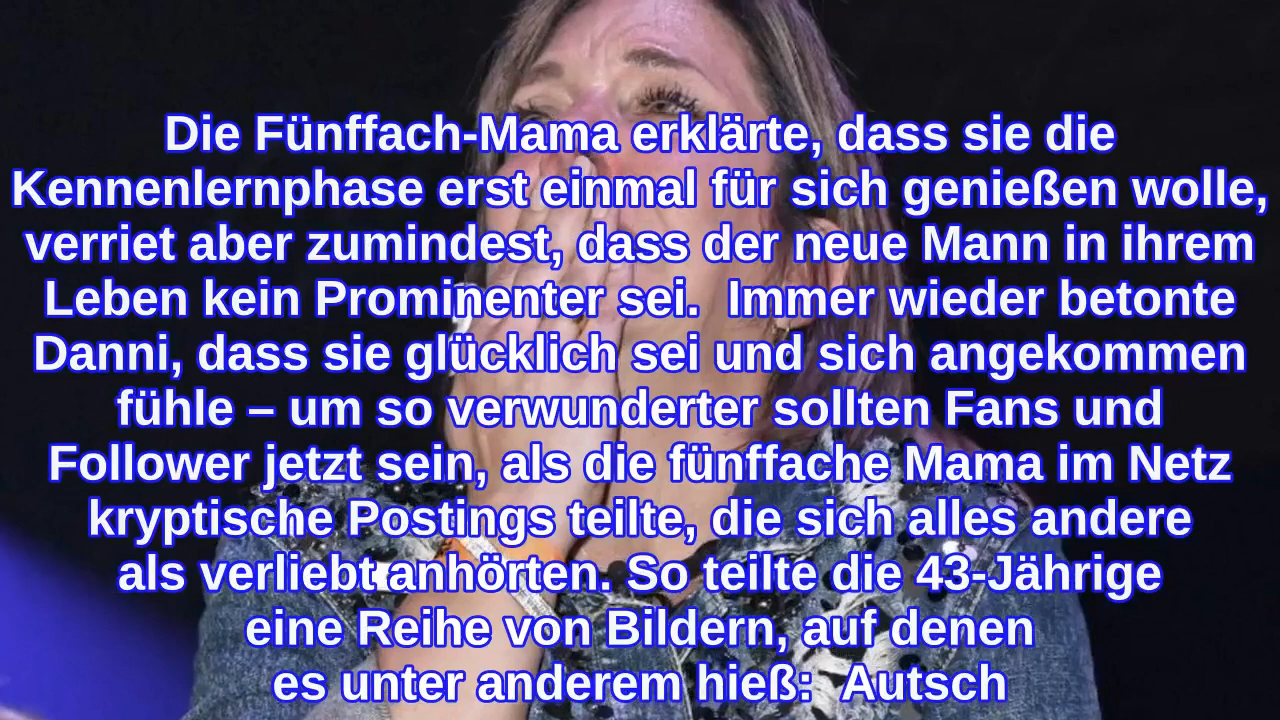 Die Fünffach-Mama erklärte, dass sie die
Kennenlernphase erst einmal für sich genießen wolle,
verriet aber zumindest, dass der neue Mann in ihrem
Leben kein Prominenter sei.  Immer wieder betonte
Danni, dass sie glücklich sei und sich angekommen
fühle – um so verwunderter sollten Fans und
Follower jetzt sein, als die fünffache Mama im Netz
kryptische Postings teilte, die sich alles andere
als verliebt anhörten. So teilte die 43-Jährige
eine Reihe von Bildern, auf denen
es unter anderem hieß:  Autsch